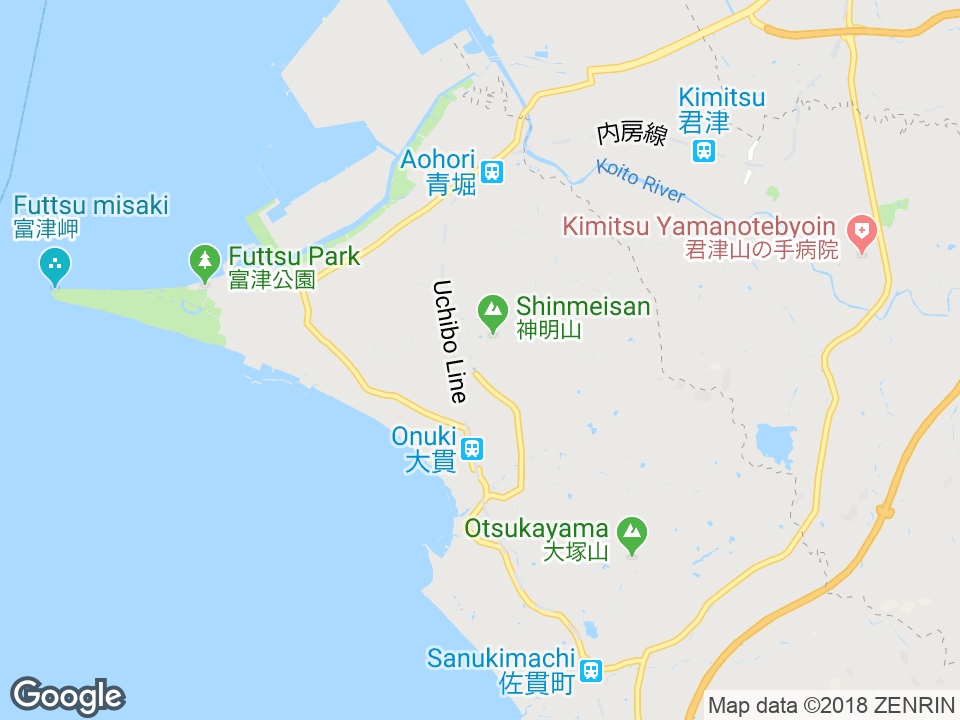 Kimitsu
君津
内房線
Aohori
青堀
Koito River
Futtsu misaki
富津岬
Kimitsu Yamanotebyoin
君津山の手病院
Futtsu Park
富津公園
Uchibo Line
Shinmeisan
神明山
Onuki
大貫
Otsukayama
大塚山
Sanukimachi
佐貫町
Google
Map data ©2018 ZENRIN